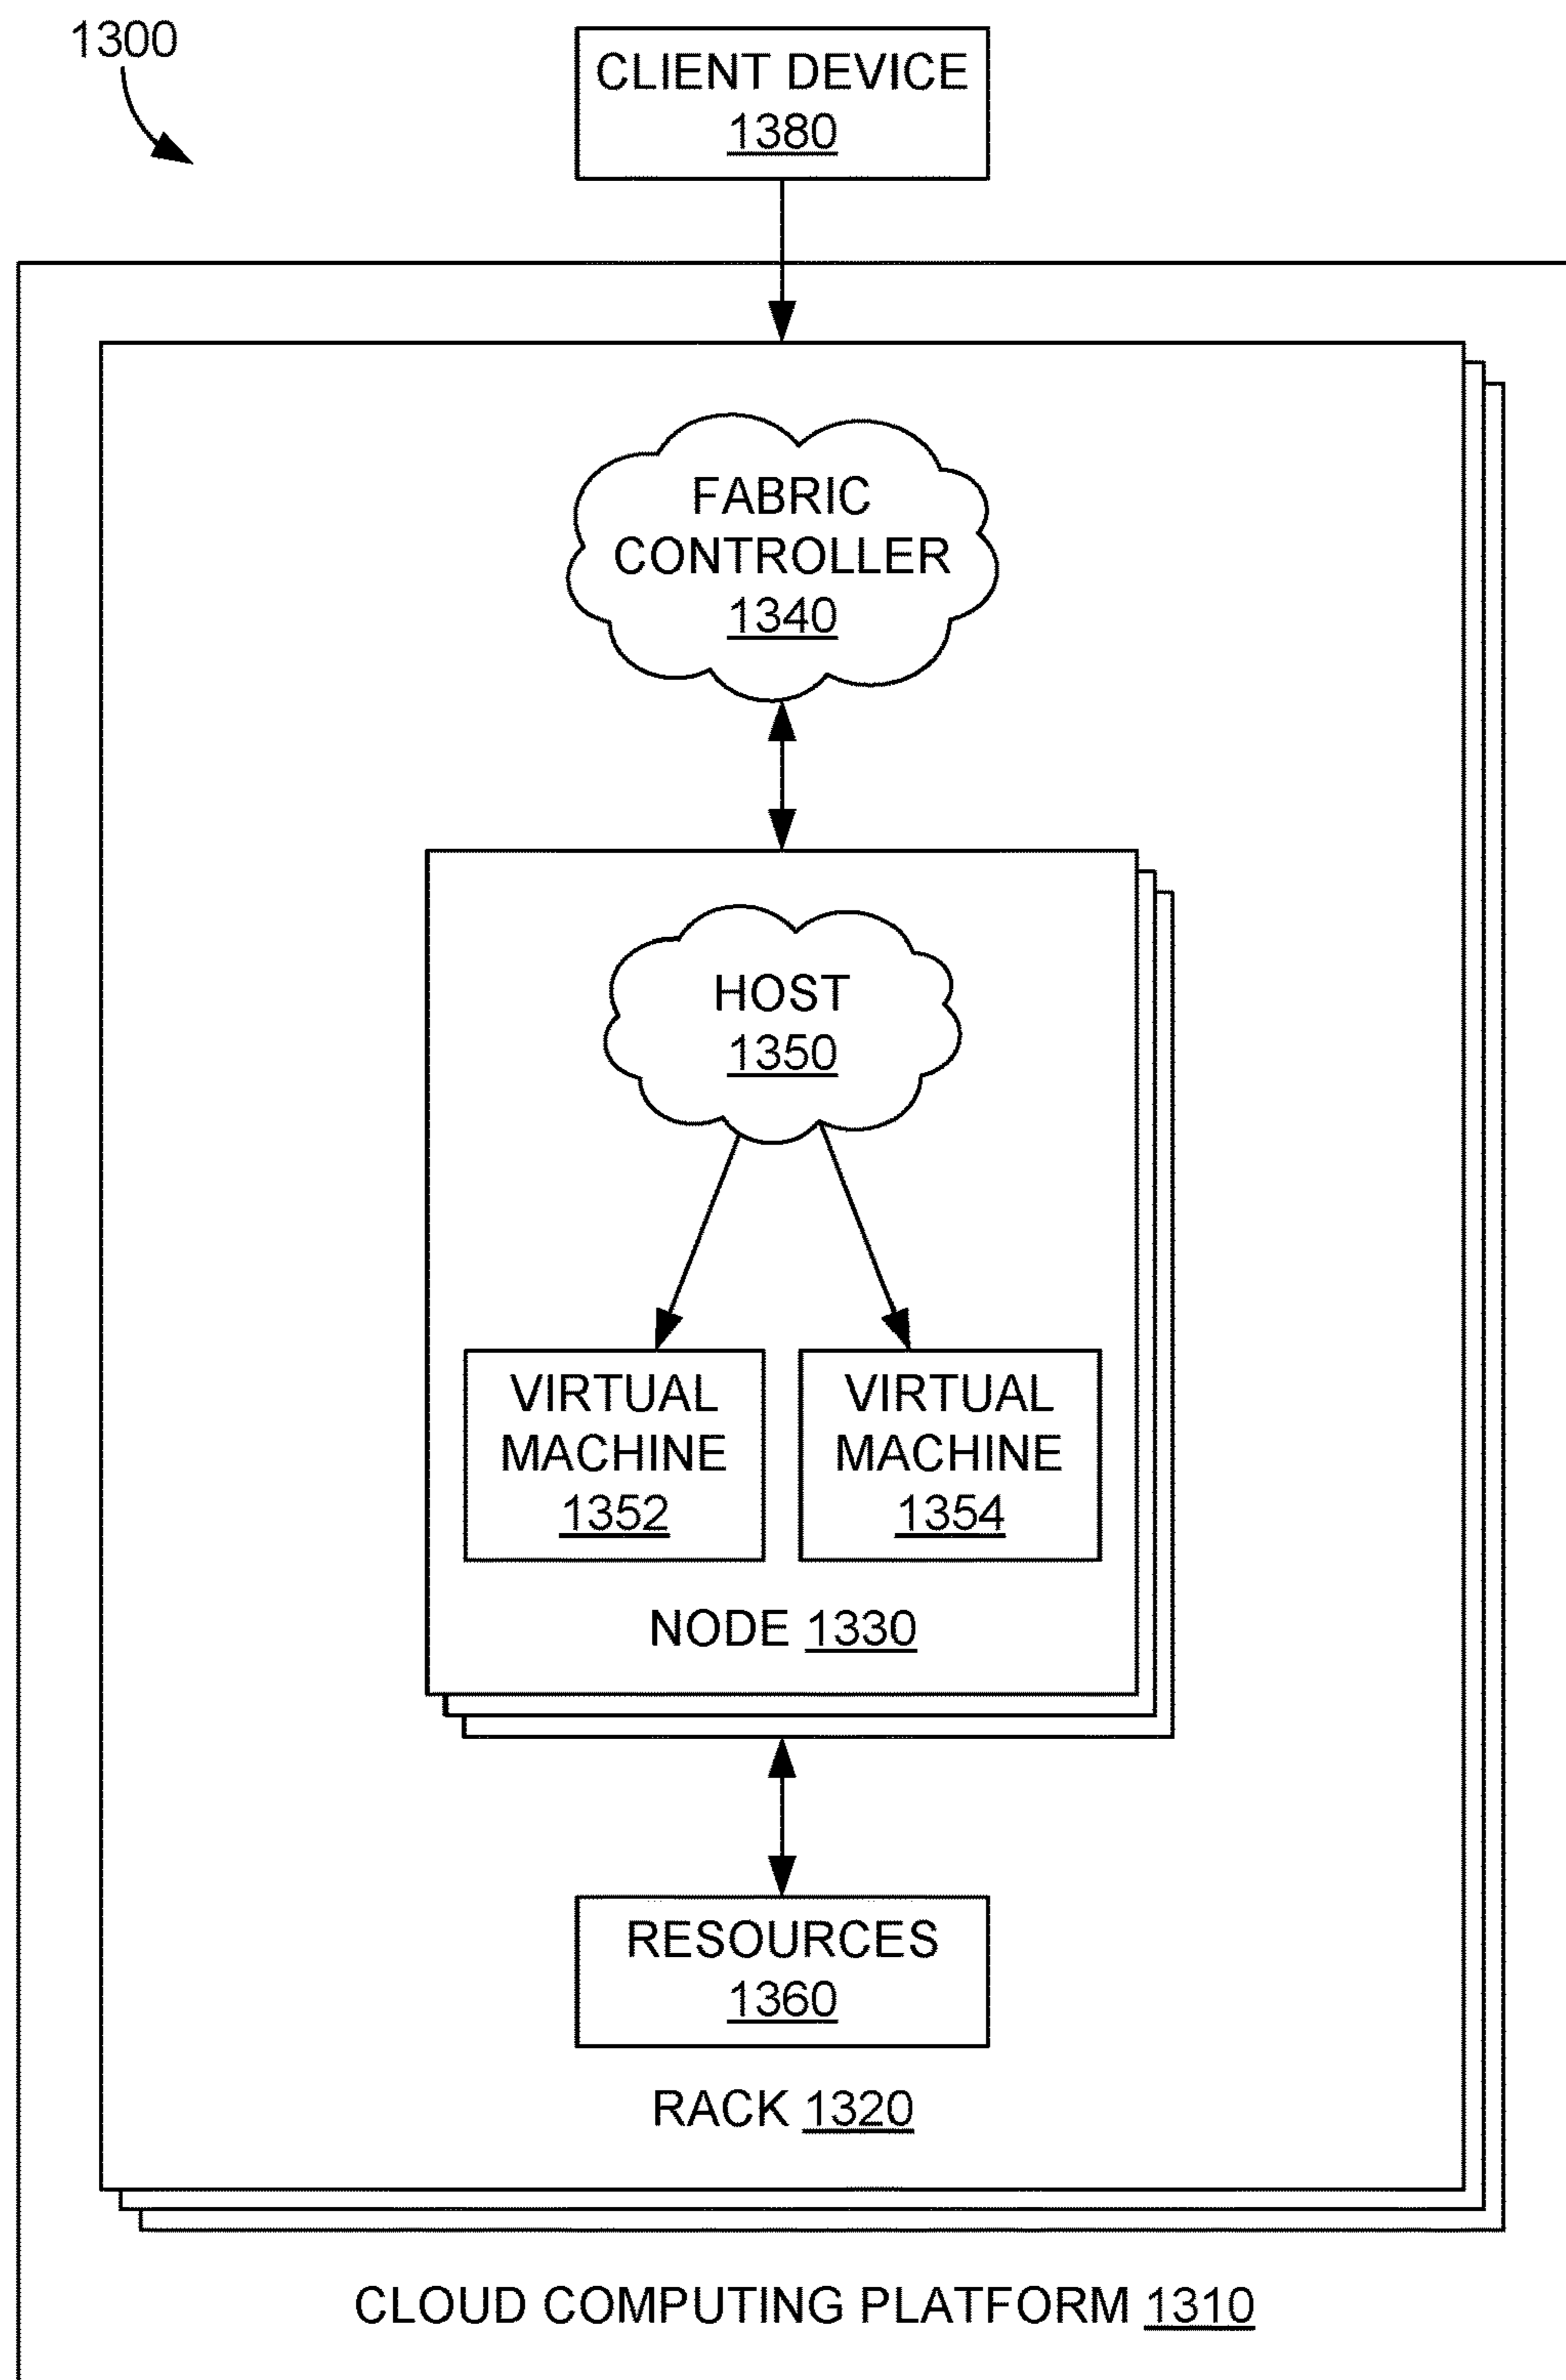 1300
CLIENT DEVICE
1380
FABRIC
CONTROLLER
1340
HOST
1350
VIRTUAL
MACHINE
1352
VIRTUAL
MACHINE
1354
NODE 1330
RESOURCES
1360
RACK 1320
CLOUD COMPUTING PLATFORM 1310